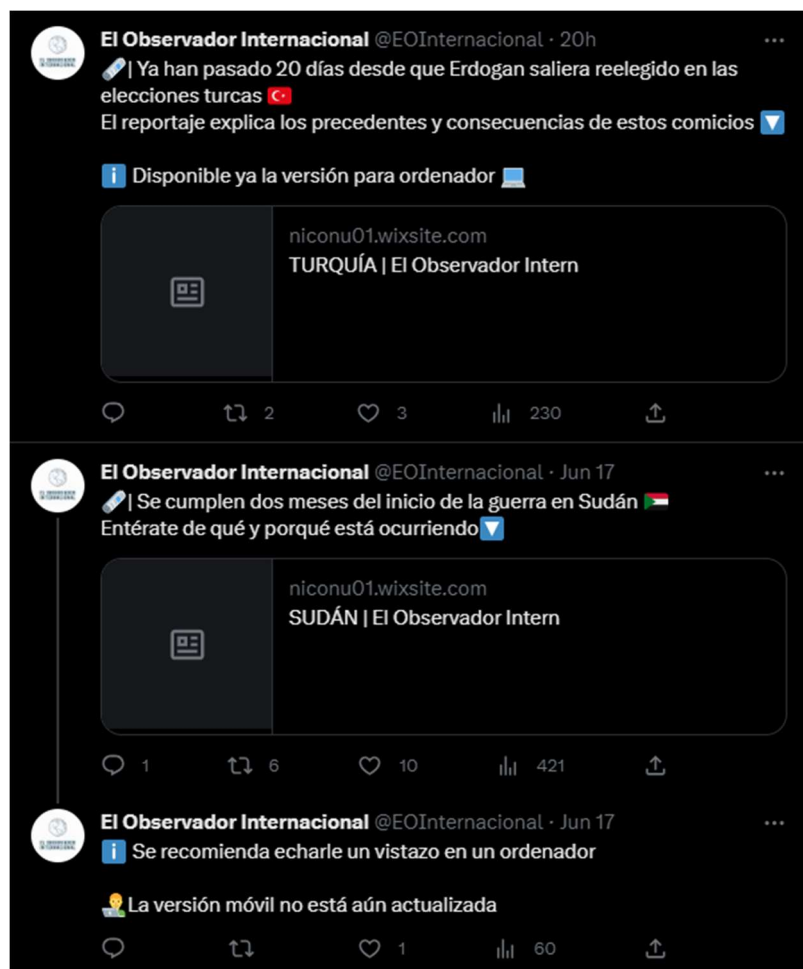 El Observador Internacional @EOInternacional · 20h
🗞️| Ya han pasado 20 días desde que Erdogan saliera reelegido en las
elecciones turcas 🇹🇷
El reportaje explica los precedentes y consecuencias de estos comicios 🔽
ℹ️ Disponible ya la versión para ordenador 💻
niconu01.wixsite.com
TURQUÍA | El Observador Intern
2 3 230
El Observador Internacional @EOInternacional · Jun 17
🗞️| Se cumplen dos meses del inicio de la guerra en Sudán 🇸🇩
Entérate de qué y porqué está ocurriendo🔽
niconu01.wixsite.com
SUDÁN | El Observador Intern
1 6 10 421
El Observador Internacional @EOInternacional · Jun 17
ℹ️ Se recomienda echarle un vistazo en un ordenador
👨‍💻La versión móvil no está aún actualizada
1 60